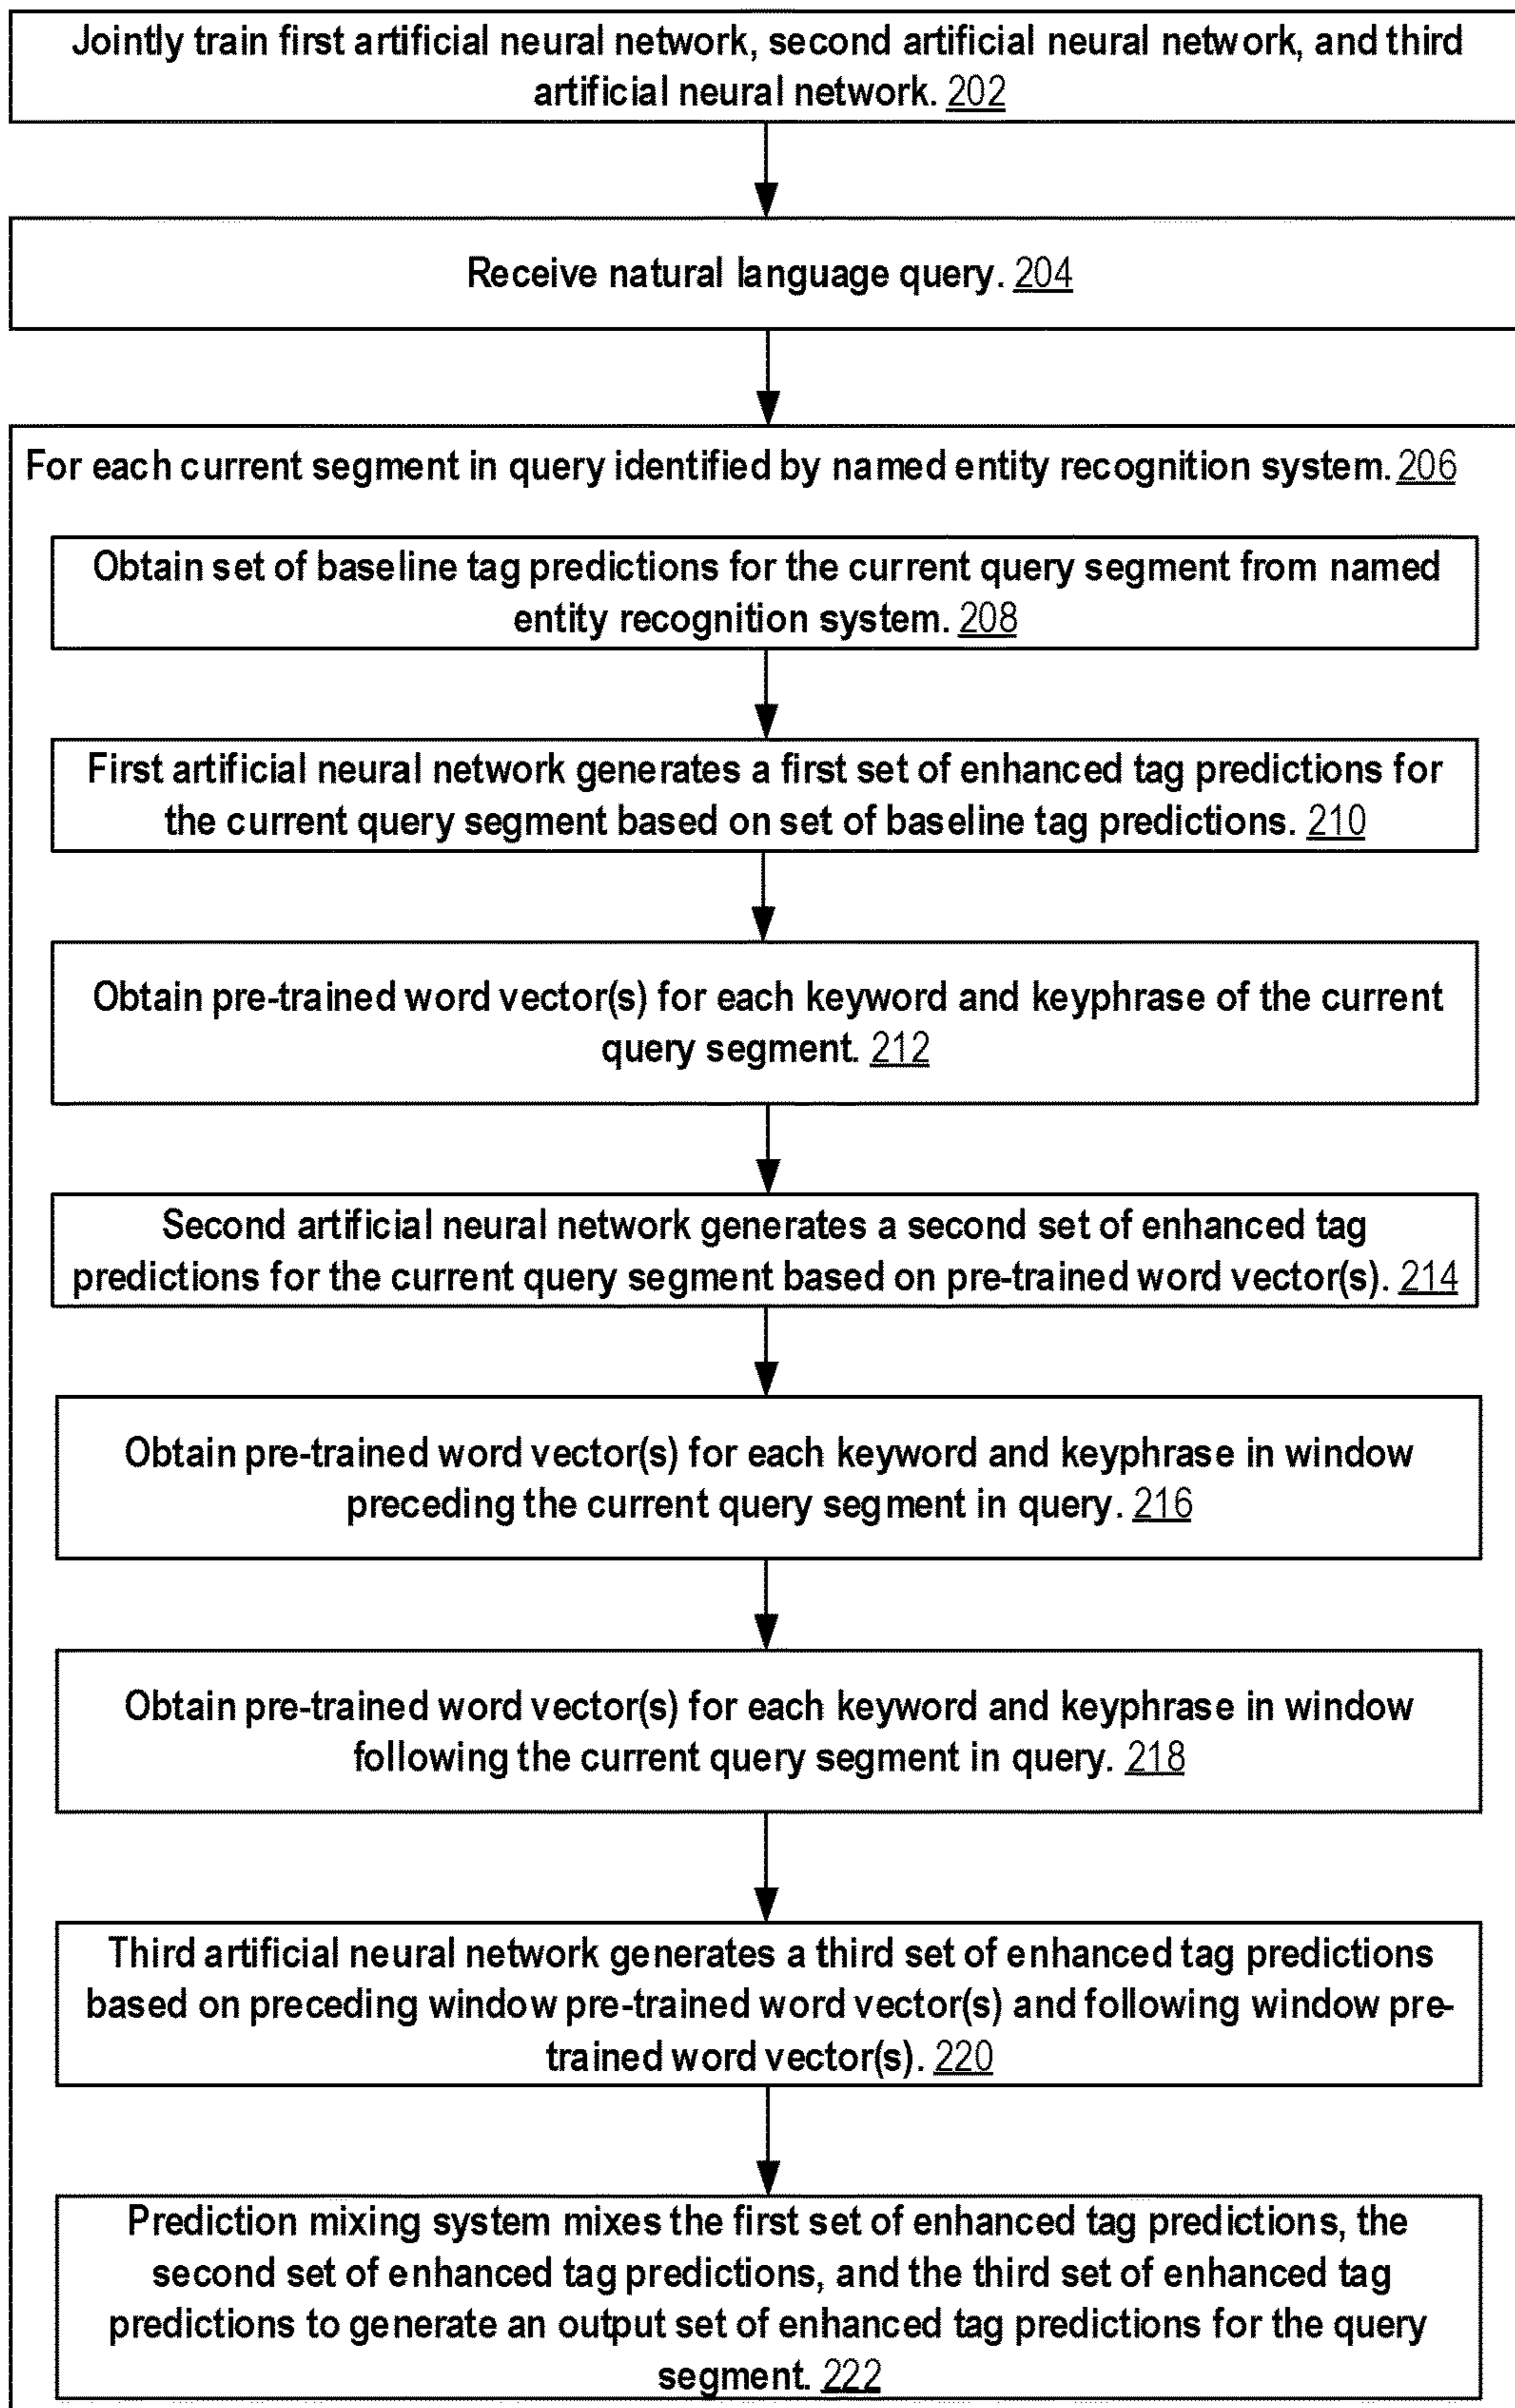 Jointly train first artificial neural network, second artificial neural network, and third
artificial neural network. 202
Receive natural language query. 204
For each current segment in query identified by named entity recognition system. 206
Obtain set of baseline tag predictions for the current query segment from named
entity recognition system. 208
First artificial neural network generates a first set of enhanced tag predictions for
the current query segment based on set of baseline tag predictions. 210
Obtain pre-trained word vector(s) for each keyword and keyphrase of the current
query segment. 212
Second artificial neural network generates a second set of enhanced tag
predictions for the current query segment based on pre-trained word vector(s). 214
Obtain pre-trained word vector(s) for each keyword and keyphrase in window
preceding the current query segment in query. 216
Obtain pre-trained word vector(s) for each keyword and keyphrase in window
following the current query segment in query. 218
Third artificial neural network generates a third set of enhanced tag predictions
based on preceding window pre-trained word vector(s) and following window pre-
trained word vector(s). 220
Prediction mixing system mixes the first set of enhanced tag predictions, the
second set of enhanced tag predictions, and the third set of enhanced tag
predictions to generate an output set of enhanced tag predictions for the query
segment. 222